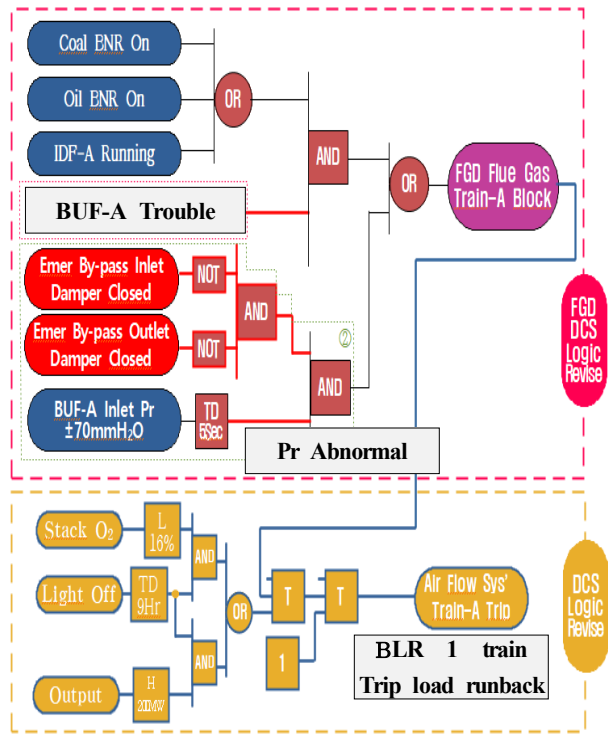 Coal BNR On
Oil BNR On
IDF-A Running
OR
AND
OR
FGD Flue Gas
Train-A Block
BUF-A Trouble
Emer By-pass Inlet
Damper Closed
NOT
AND
Emer By-pass Outlet
Damper Closed
NOT
②
AND
BUF-A Inlet Pr
±70mmH₂O
TD
5Sec
Pr Abnormal
FGD
DCS
Logic
Revise
Stack O₂
L
16%
AND
Light Off
TD
9Hr
OR
T
T
Air Flow Sys'
Train-A Trip
AND
1
Output
H
200MW
BLR 1 train
Trip load runback
DCS
Logic
Revise